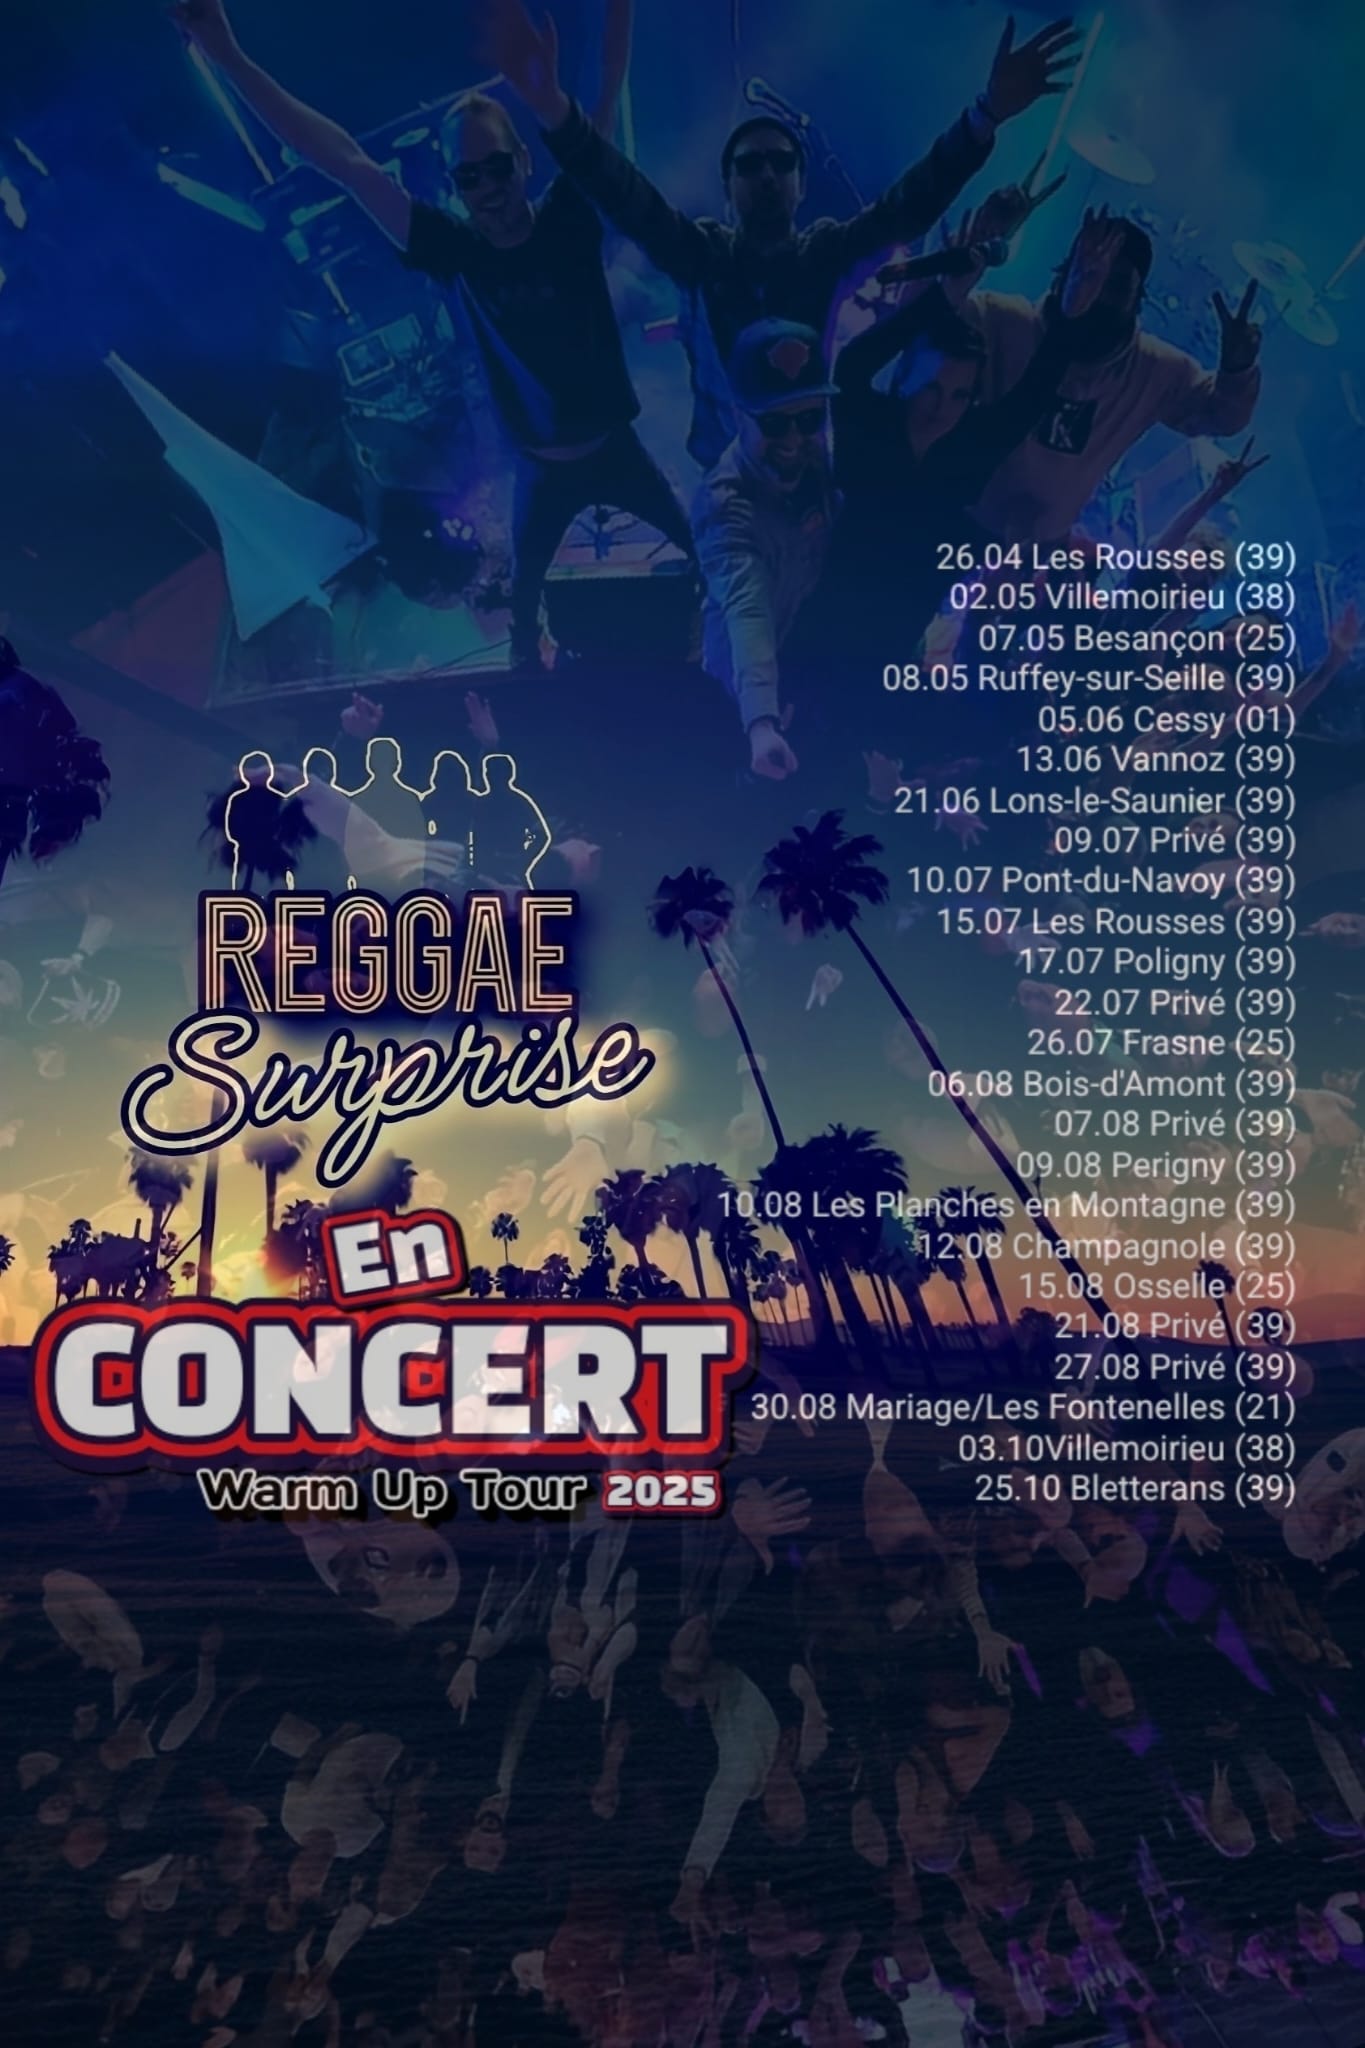 26.04 Les Rousses (39)
02.05 Villemoirieu (38)
07.05 Besançon (25)
08.05 Ruffey-sur-Seille (39)
05.06 Cessy (01)
13.06 Vannoz (39)
21.06 Lons-le-Saunier (39)
09.07 Privé (39)
10.07 Pont-du-Navoy (39)
15.07 Les Rousses (39)
17.07 Poligny (39)
22.07 Privé (39)
26.07 Frasne (25)
06.08 Bois-d'Amont (39)
07.08 Privé (39)
09.08 Perigny (39)
10.08 Les Planches en Montagne (39)
12.08 Champagnole (39)
15.08 Osselle (25)
21.08 Privé (39)
27.08 Privé (39)
30.08 Mariage/Les Fontenelles (21)
03.10Villemoirieu (38)
25.10 Bletterans (39)
REGGAE
Surprise
En
CONCERT
Warm Up Tour 2025